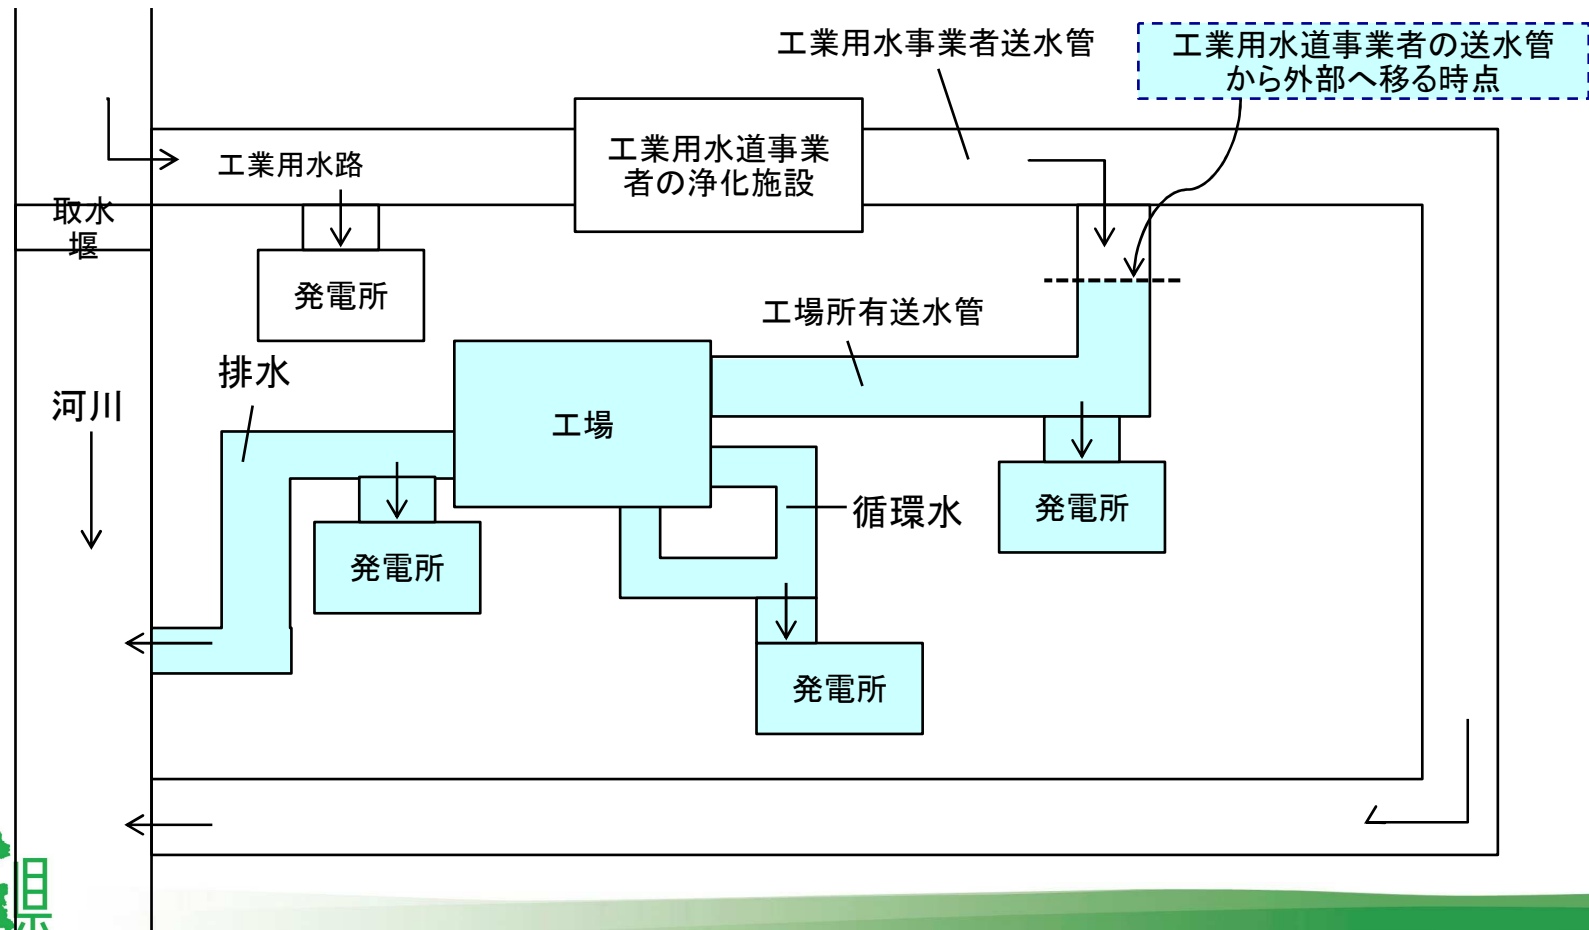 工業用水事業者送水管
工業用水道事業者の送水管
から外部へ移る時点
工業用水道事業
者の浄化施設
工業用水路
取水
堰
発電所
工場所有送水管
排水
河川
工場
循環水
発電所
発電所
発電所
県